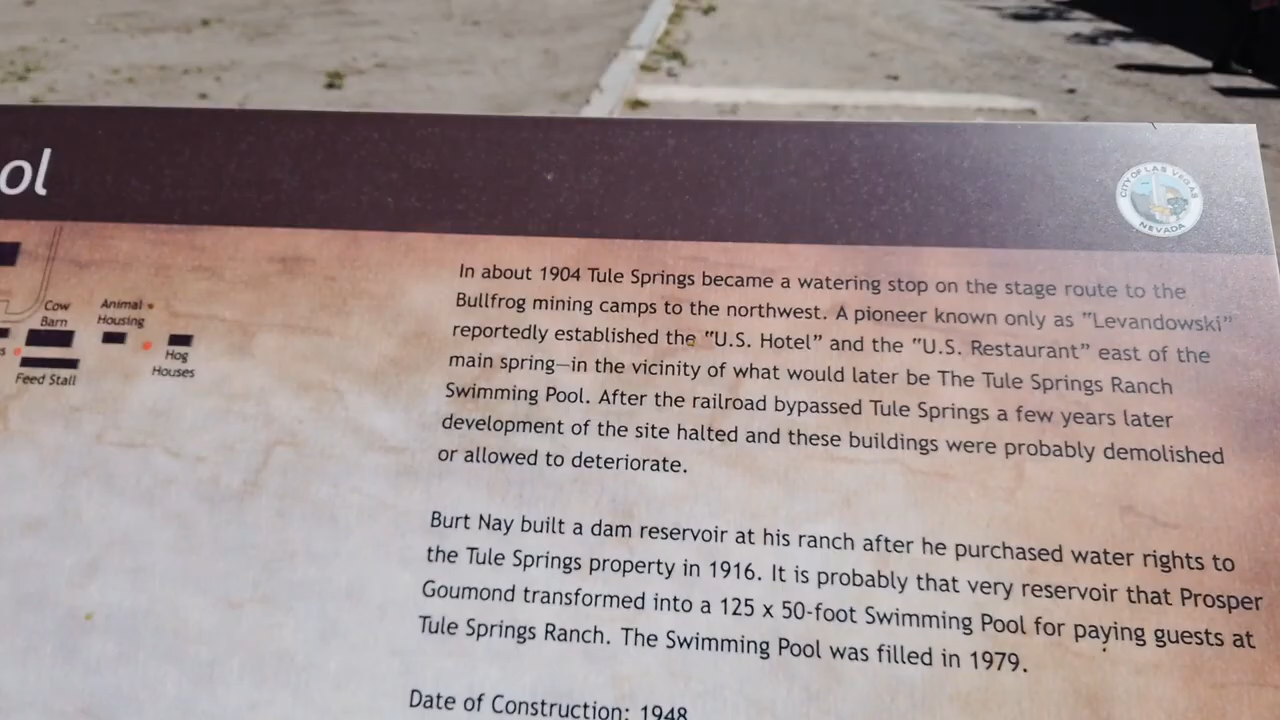 ol
CITY OF LAS VEGAS
NEVADA
Cow
Barn
Animal
Housing
Hog
Houses
Feed Stall
s
In about 1904 Tule Springs became a watering stop on the stage route to the
Bullfrog mining camps to the northwest. A pioneer known only as "Levandowski"
reportedly established the "U.S. Hotel" and the "U.S. Restaurant" east of the
main spring—in the vicinity of what would later be The Tule Springs Ranch
Swimming Pool. After the railroad bypassed Tule Springs a few years later
development of the site halted and these buildings were probably demolished
or allowed to deteriorate.
Burt Nay built a dam reservoir at his ranch after he purchased water rights to
the Tule Springs property in 1916. It is probably that very reservoir that Prosper
Goumond transformed into a 125 x 50-foot Swimming Pool for paying guests at
Tule Springs Ranch. The Swimming Pool was filled in 1979.
Date of Construction: 1948